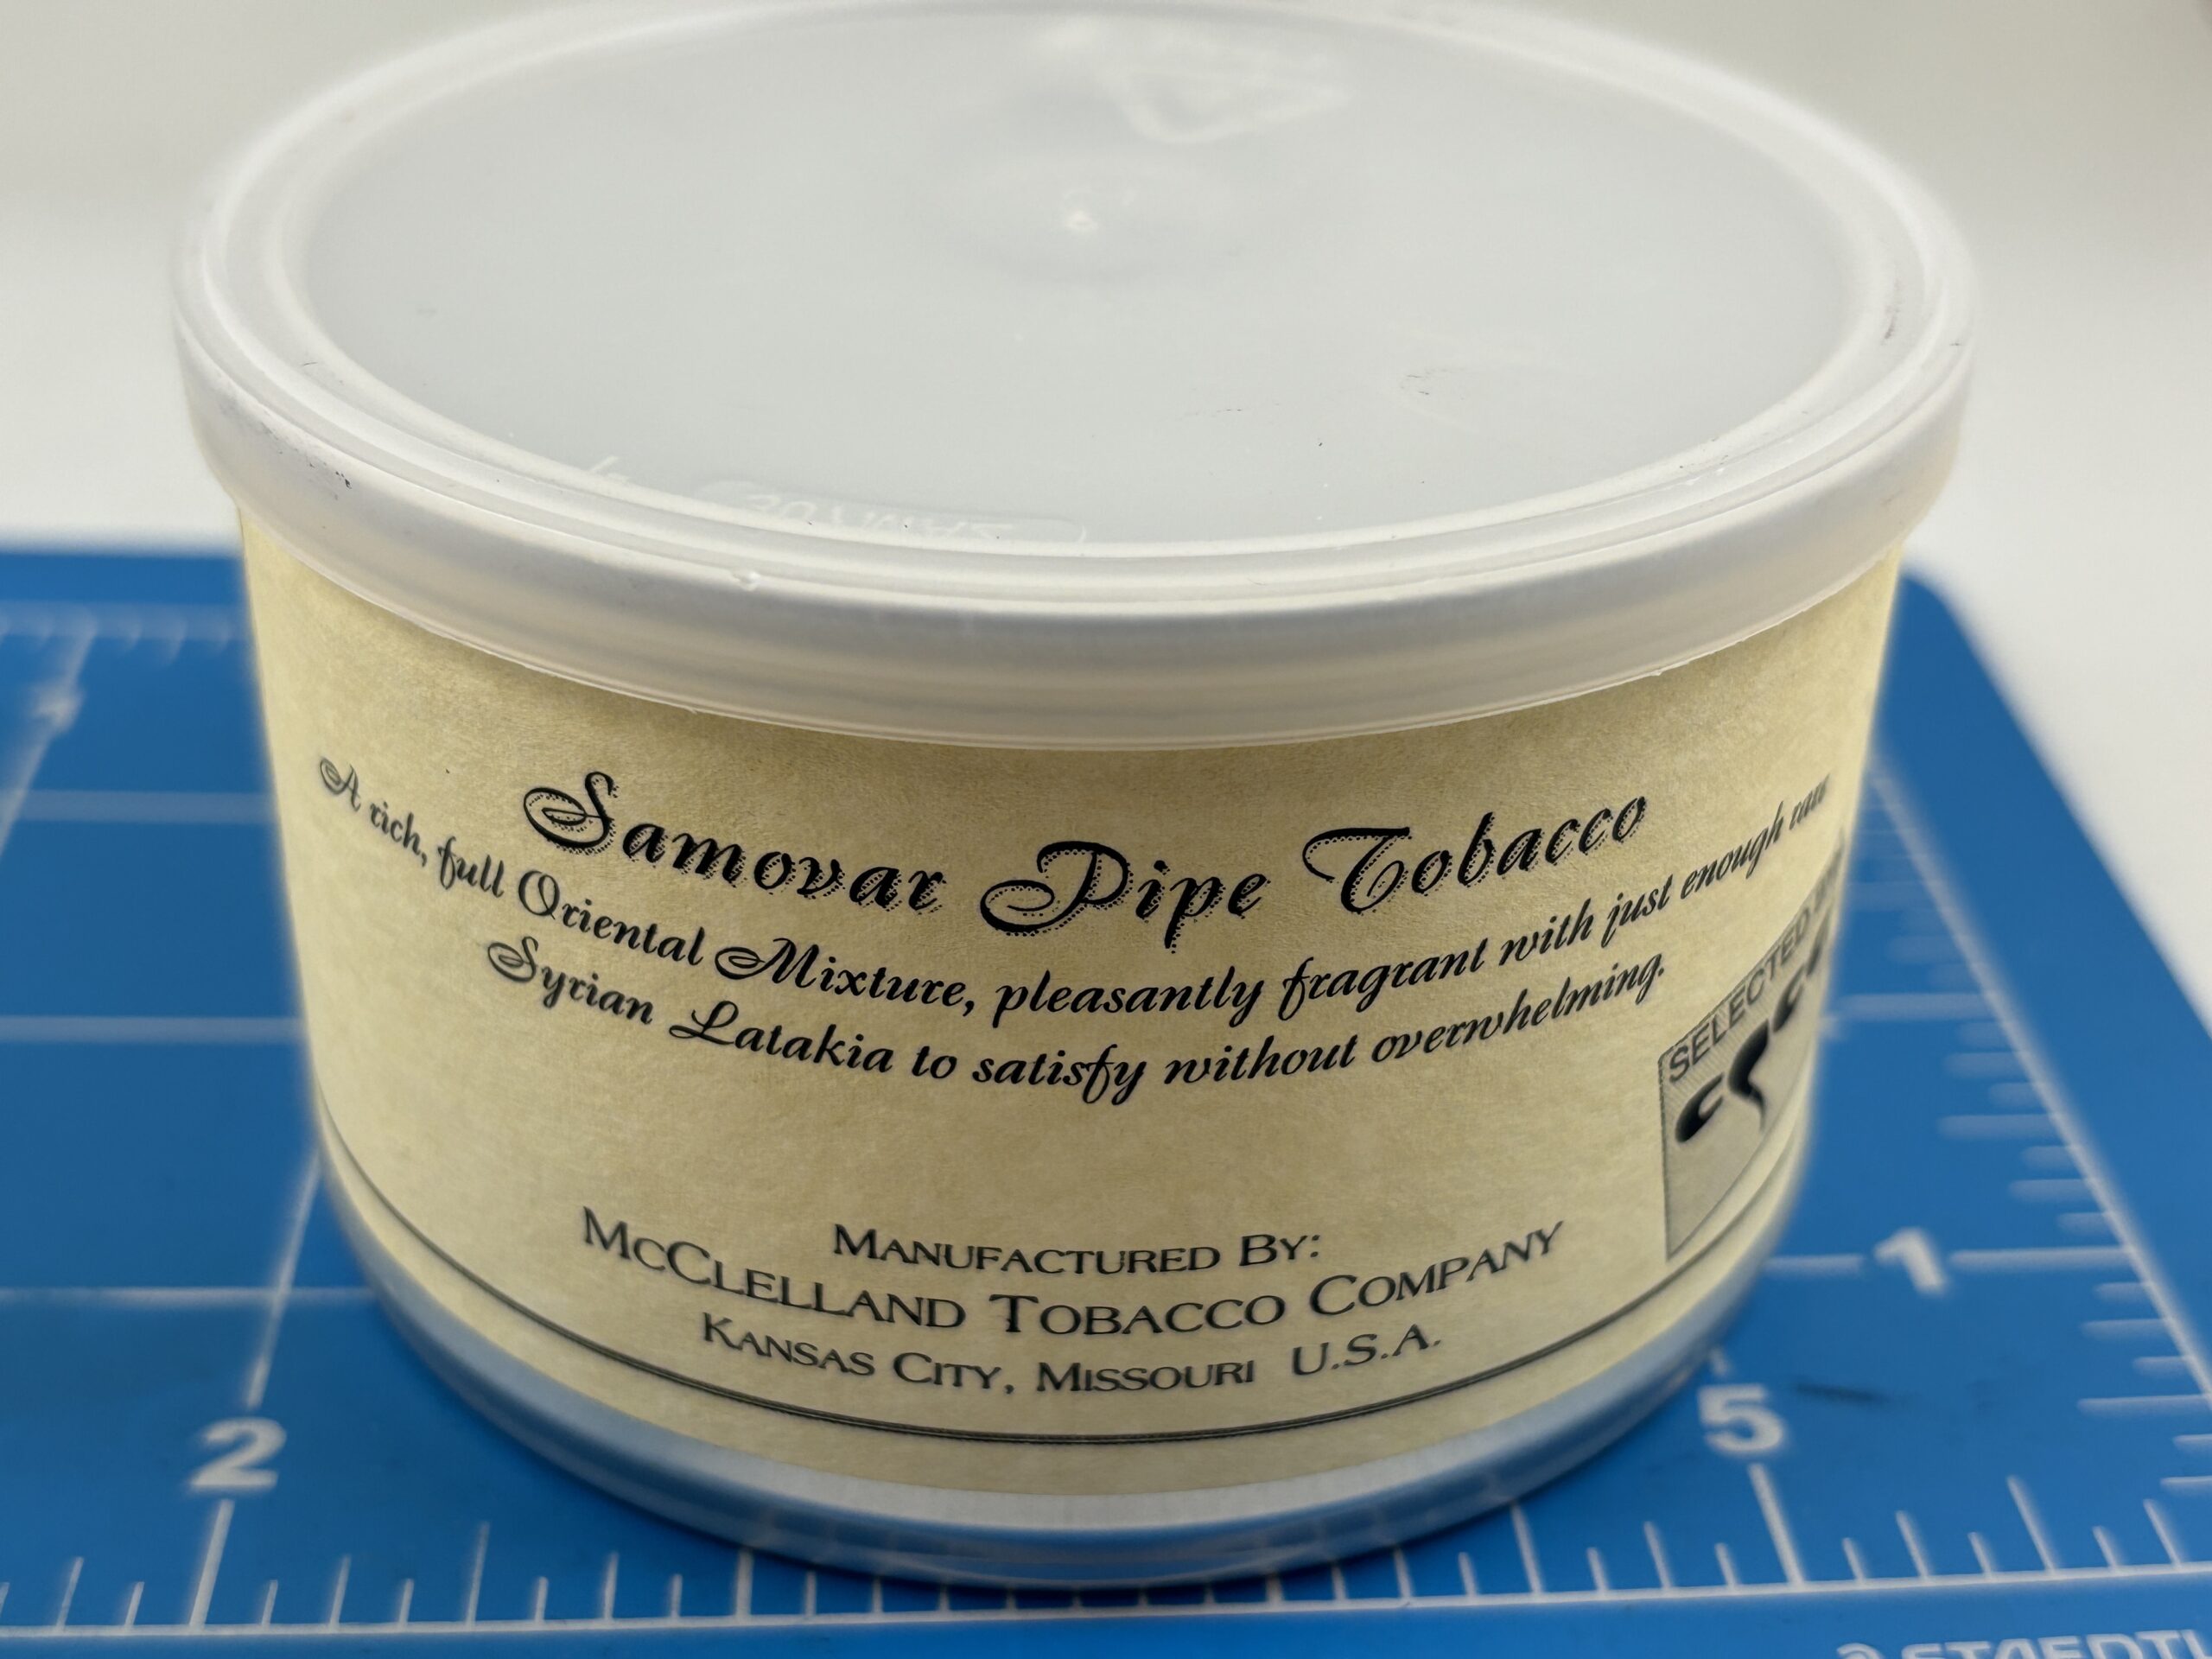 Samovar Pipe Tobacco
A rich, full Oriental Mixture, pleasantly fragrant with just enough rare
Syrian Latakia to satisfy without overwhelming.
SELECTED
MANUFACTURED BY:
MCCLELLAND TOBACCO COMPANY
KANSAS CITY, MISSOURI U.S.A.
1
2
5